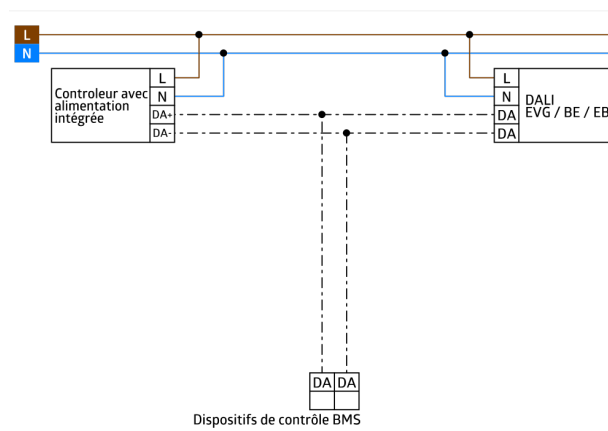 L
N
Controleur avec
alimentation
intégrée
L
N
DA+
DA-
L
N
DA
DA
DALI
EVG / BE / EB
DA DA
Dispositifs de contrôle BMS